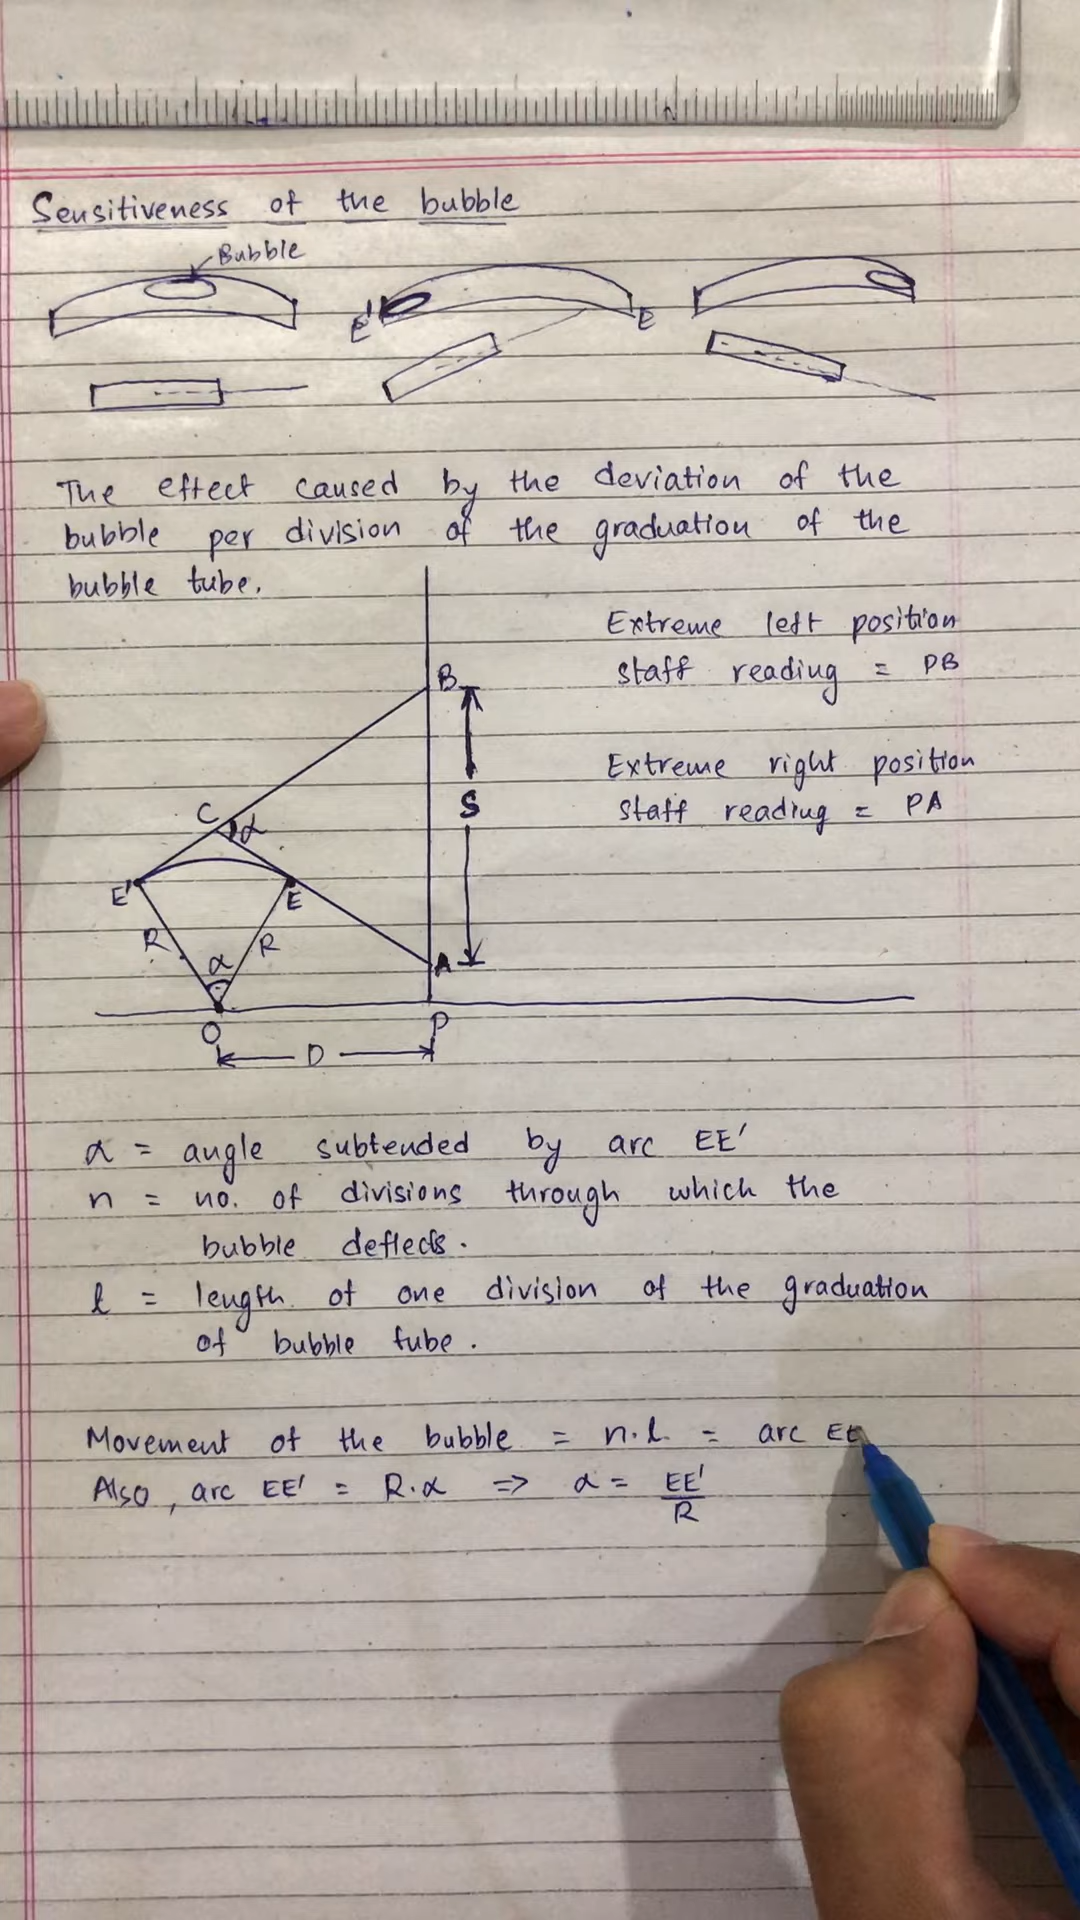 Sensitiveness of the bubble
Bubble
E' E
The effect caused by the deviation of the
bubble per division of the graduation of the
bubble tube.
Extreme left position
staff reading = PB
Extreme right position
staff reading = PA
B
S
C α
E' E
R R
α
A
O P
D
α = angle subtended by arc EE'
n = no. of divisions through which the
bubble deflects.
l = length of one division of the graduation
of bubble tube.
Movement of the bubble = n.l. = arc EE
Also, arc EE' = R.α ⇒ α = EE'/R